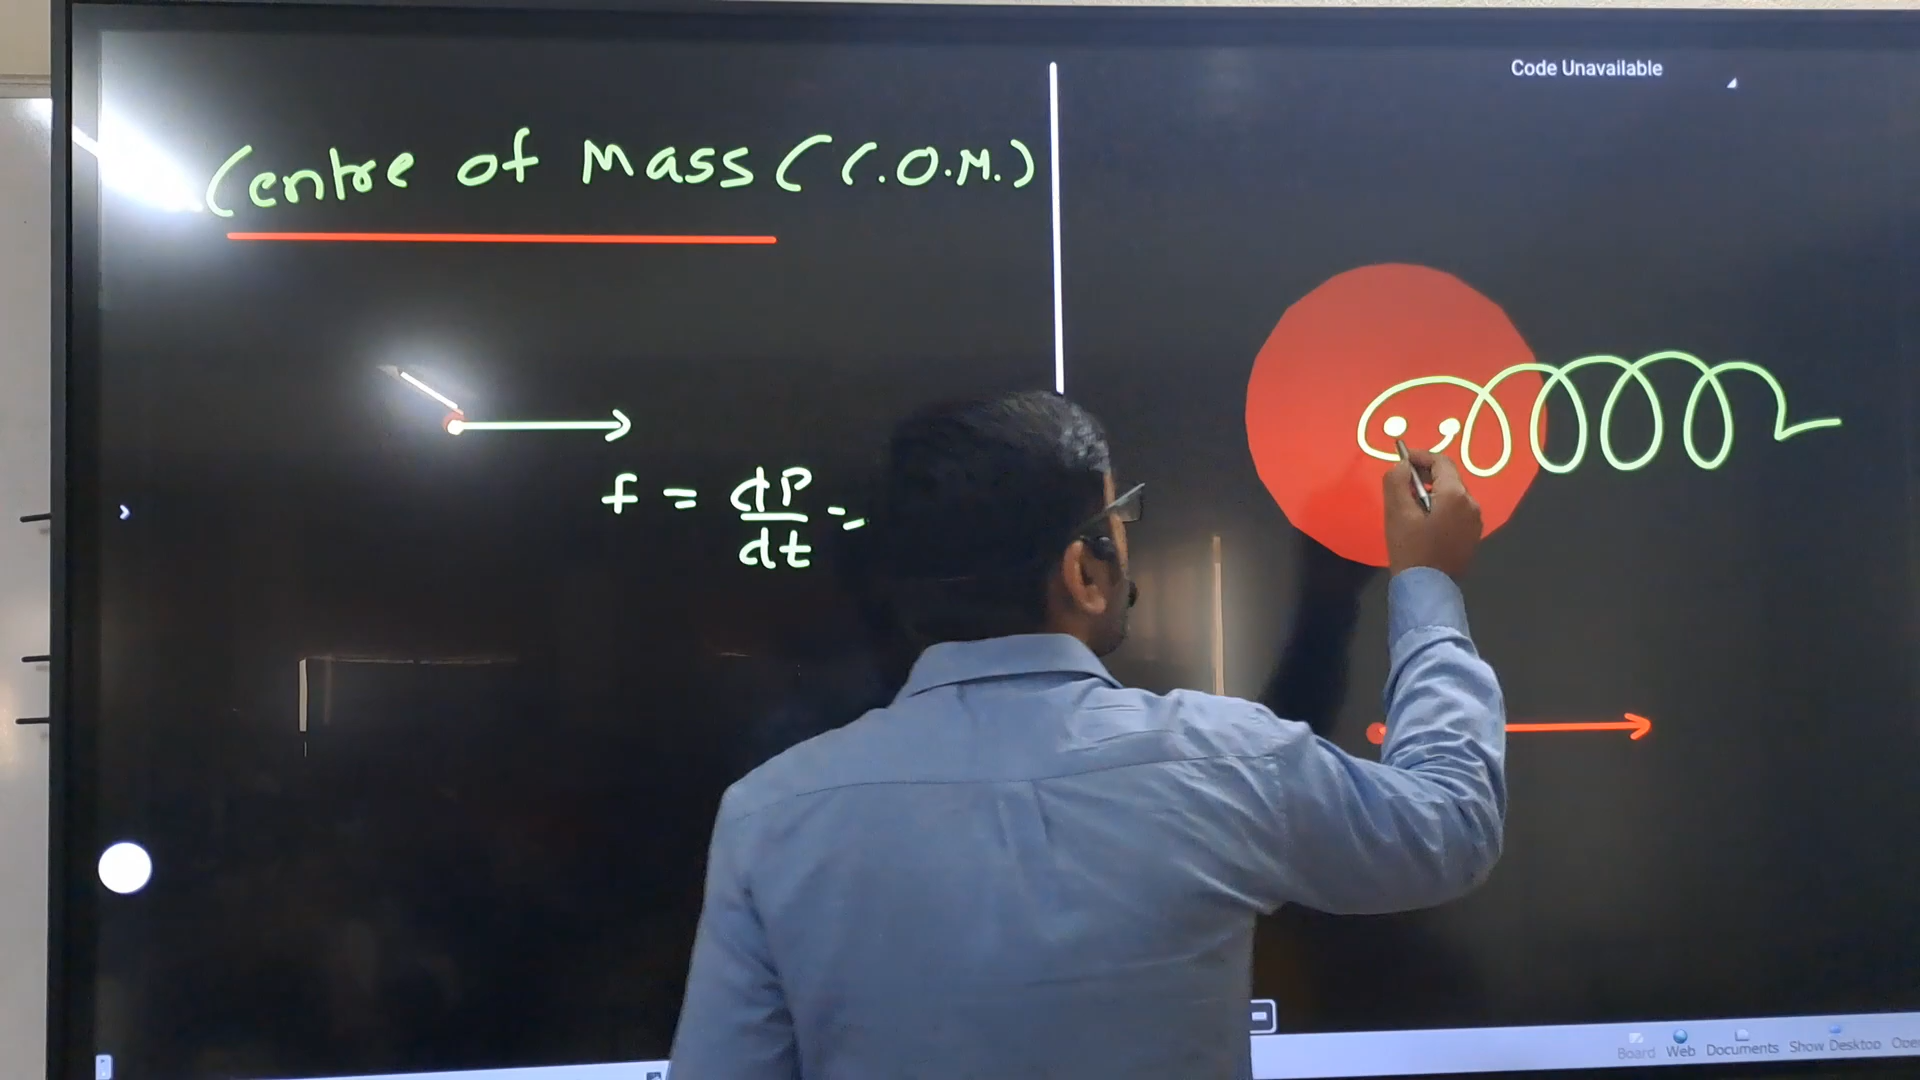 Centre of Mass (C.O.M.)
f = dP/dt =
Code Unavailable
Board Web Documents Show Desktop